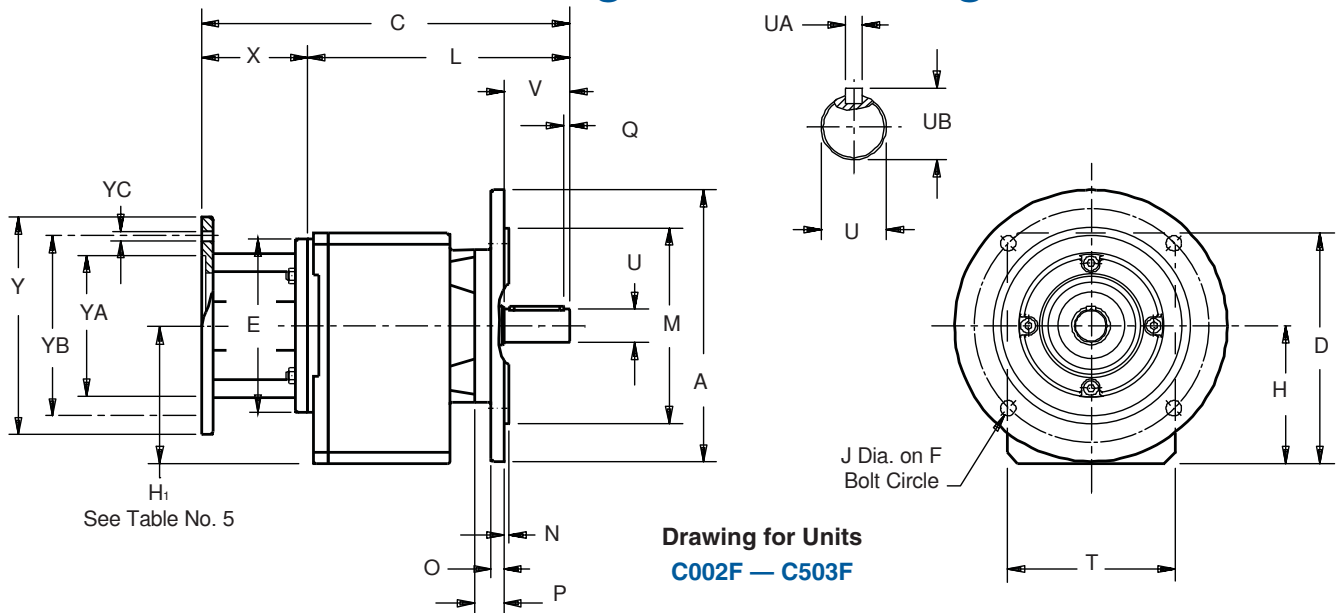 C
X
L
V
Q
YC
Y
YA
YB
E
U
M
A
H1
See Table No. 5
O
N
P
UA
UB
U
D
H
J Dia. on F
Bolt Circle
T
Drawing for Units
C002F — C503F